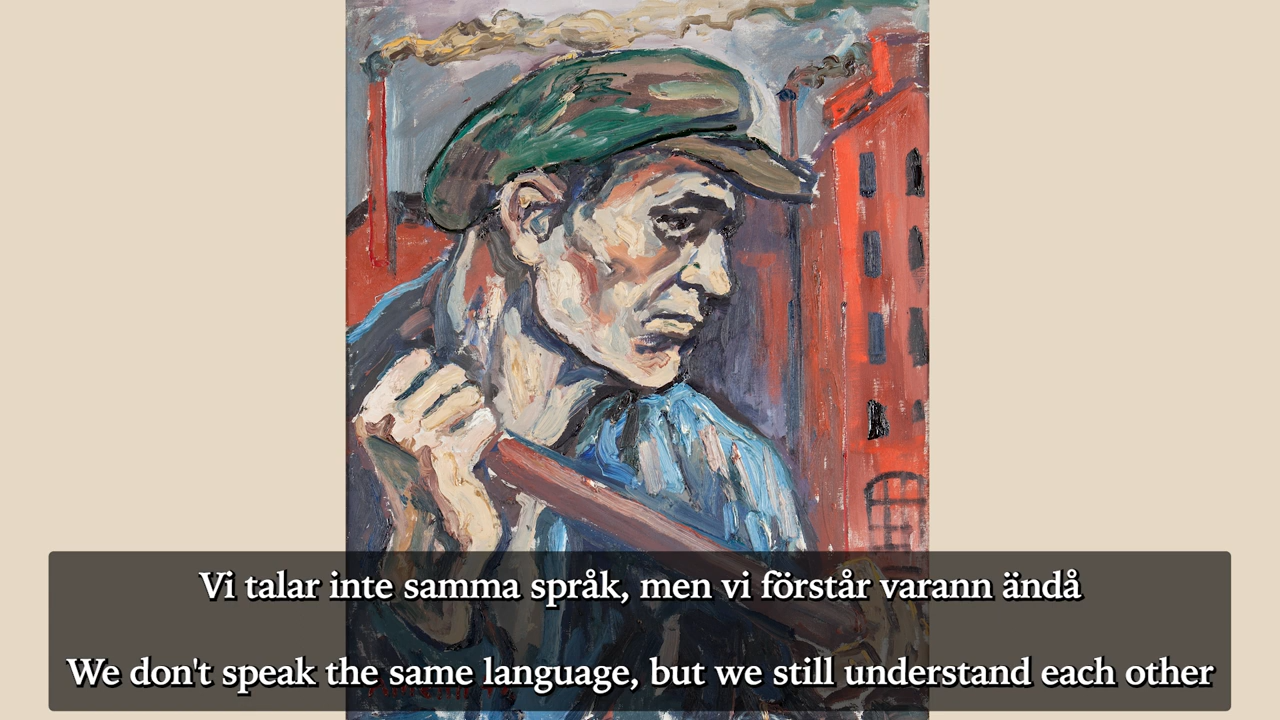 Vi talar inte samma språk, men vi förstår varann ändå
We don't speak the same language, but we still understand each other